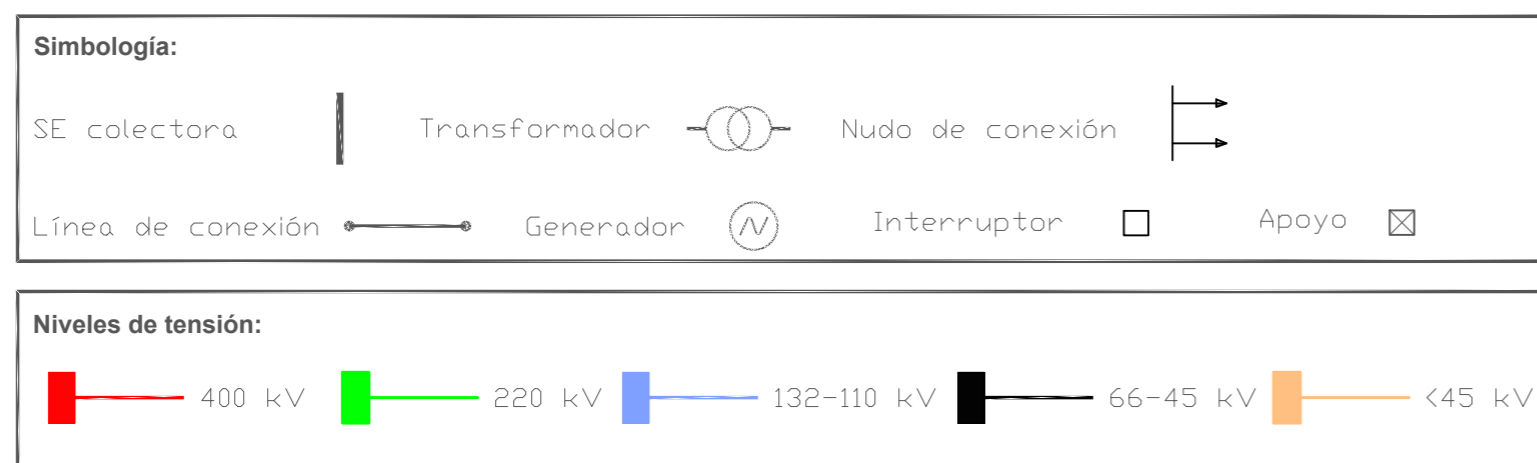 Simbología:
SE colectora Transformador Nudo de conexión
Línea de conexión Generador Interruptor Apoyo
Niveles de tensión:
400 kV 220 kV 132-110 kV 66-45 kV <45 kV